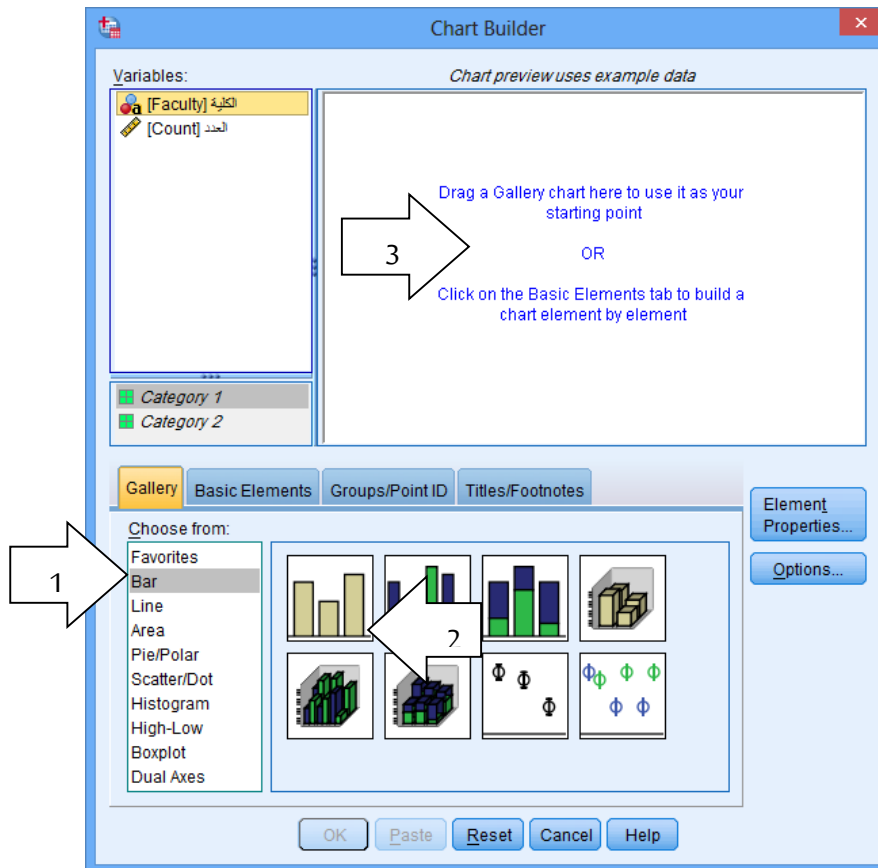 Chart Builder
Variables:
Chart preview uses example data
الكلية [Faculty]
العدد [Count]
Drag a Gallery chart here to use it as your
starting point
3
OR
Click on the Basic Elements tab to build a
chart element by element
Category 1
Category 2
Gallery
Basic Elements
Groups/Point ID
Titles/Footnotes
Element
Properties...
Options...
Choose from:
Favorites
1
Bar
Line
Area
Pie/Polar
Scatter/Dot
Histogram
High-Low
Boxplot
Dual Axes
2
Φ Φ Φ
Φ Φ Φ Φ Φ Φ
OK
Paste
Reset
Cancel
Help